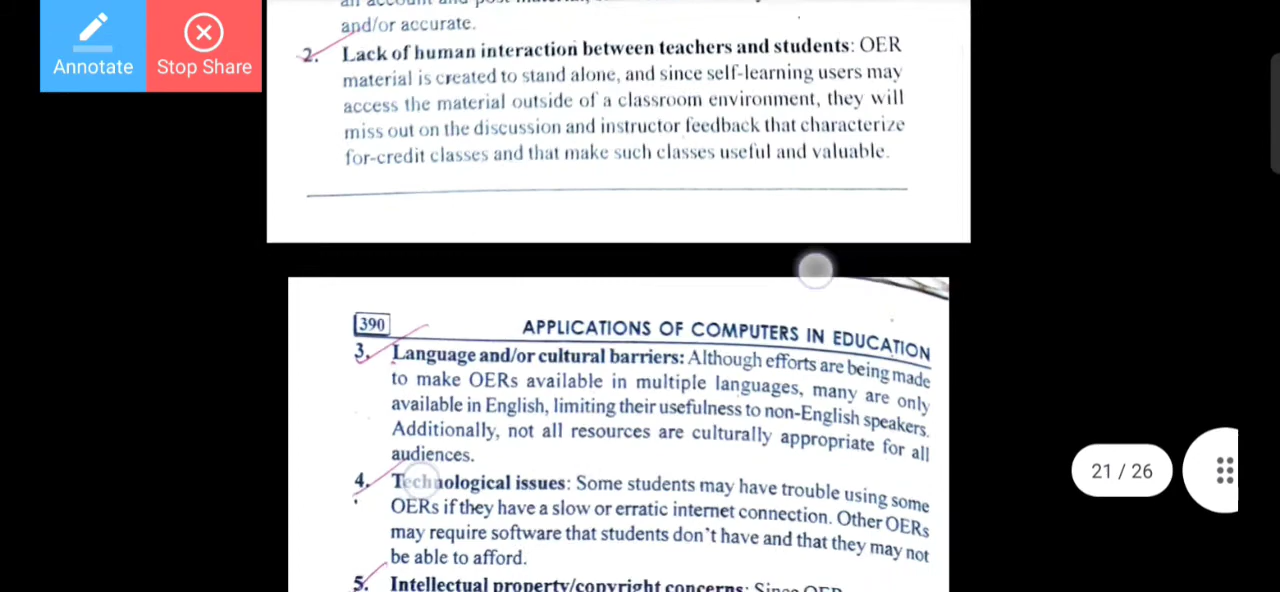 an account and post material,
and/or accurate.
Annotate
Stop Share
2. Lack of human interaction between teachers and students: OER
material is created to stand alone, and since self-learning users may
access the material outside of a classroom environment, they will
miss out on the discussion and instructor feedback that characterize
for-credit classes and that make such classes useful and valuable.
390
APPLICATIONS OF COMPUTERS IN EDUCATION
3. Language and/or cultural barriers: Although efforts are being made
to make OERs available in multiple languages, many are only
available in English, limiting their usefulness to non-English speakers.
Additionally, not all resources are culturally appropriate for all
audiences.
4. Technological issues: Some students may have trouble using some
OERs if they have a slow or erratic internet connection. Other OERs
may require software that students don't have and that they may not
be able to afford.
5. Intellectual property/copyright concerns: Since OER
21 / 26